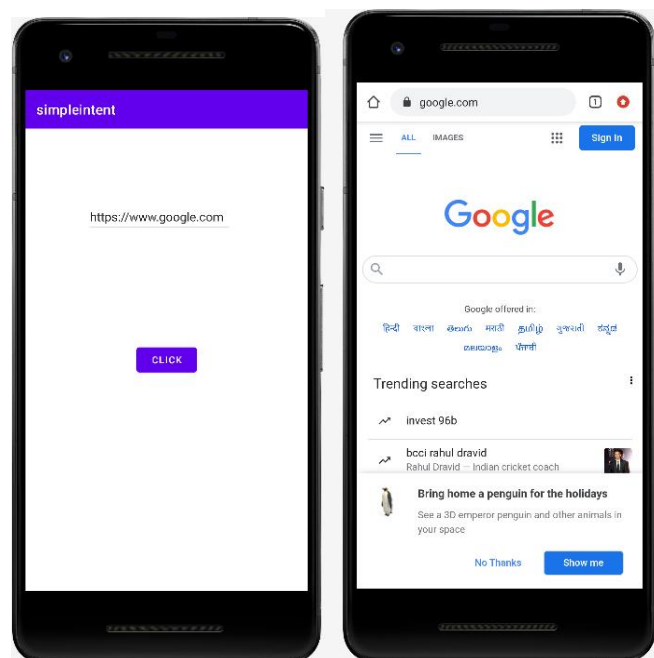 simpleintent
https://www.google.com
CLICK
google.com
1
ALL IMAGES
Sign in
Google
Google offered in:
हिन्दी বাংলা తెలుగు मराठी தமிழ் ગુજરાતી ಕನ್ನಡ
മലയാളം ਪੰਜਾਬੀ
Trending searches
invest 96b
bcci rahul dravid
Rahul Dravid — Indian cricket coach
Bring home a penguin for the holidays
See a 3D emperor penguin and other animals in
your space
No Thanks Show me